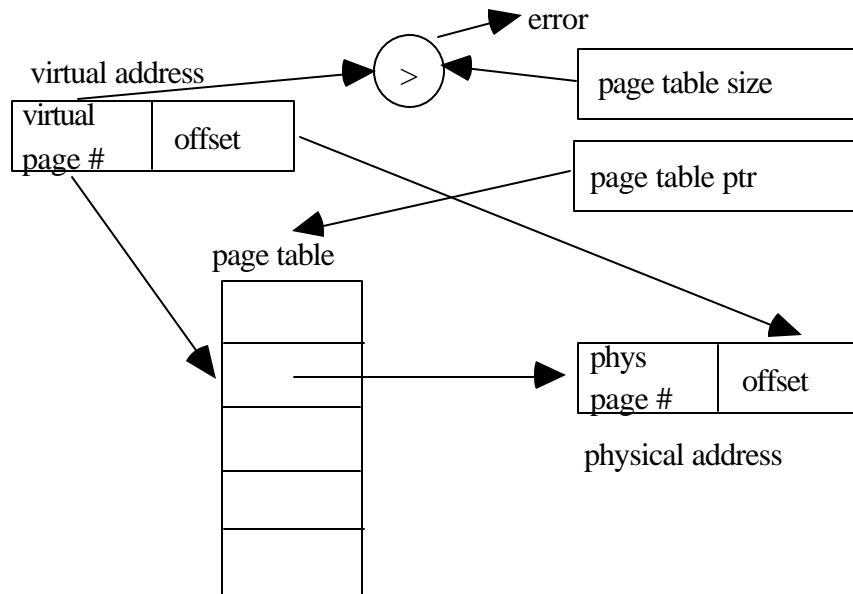 error
virtual address
>
page table size
virtual
page #
offset
page table ptr
page table
phys
page #
offset
physical address